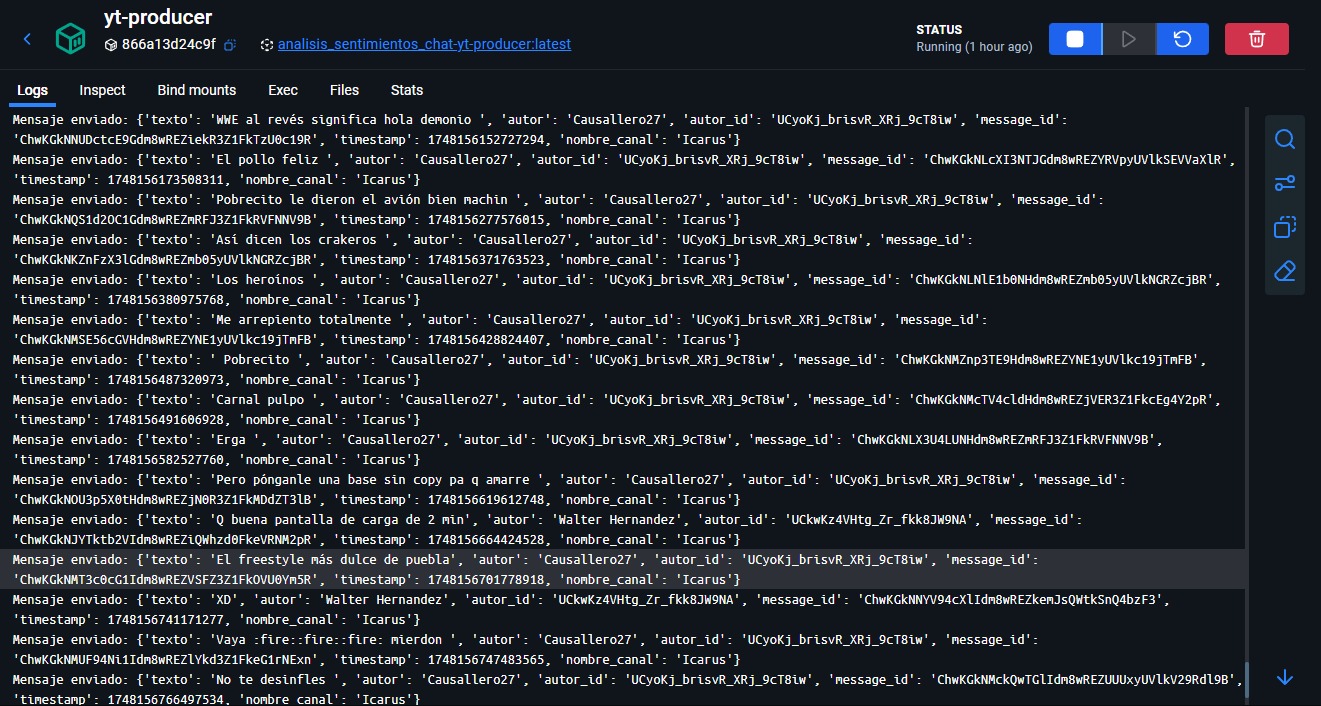 yt-producer
866a13d24c9f
analisis_sentimientos_chat-yt-producer:latest
STATUS
Running (1 hour ago)
Logs
Inspect
Bind mounts
Exec
Files
Stats
Mensaje enviado: {'texto': 'WWE al revés significa hola demonio ', 'autor': 'Causallero27', 'autor_id': 'UCyoKj_brisvR_XRj_9cT8iw', 'message_id':
'ChwKGkNNUDctcE9Gdm8wREZiekR3Z1FkTzU0c19R', 'timestamp': 1748156152727294, 'nombre_canal': 'Icarus'}
Mensaje enviado: {'texto': 'El pollo feliz ', 'autor': 'Causallero27', 'autor_id': 'UCyoKj_brisvR_XRj_9cT8iw', 'message_id': 'ChwKGkNLcXI3NTJGdm8wREZYRVpyUVlkSEVVaXlR',
'timestamp': 1748156173508311, 'nombre_canal': 'Icarus'}
Mensaje enviado: {'texto': 'Pobrecito le dieron el avión bien machin ', 'autor': 'Causallero27', 'autor_id': 'UCyoKj_brisvR_XRj_9cT8iw', 'message_id':
'ChwKGkNQS1d2OC1Gdm8wREZmRFJ3Z1FkRVFNNV9B', 'timestamp': 1748156277576015, 'nombre_canal': 'Icarus'}
Mensaje enviado: {'texto': 'Así dicen los crakeros ', 'autor': 'Causallero27', 'autor_id': 'UCyoKj_brisvR_XRj_9cT8iw', 'message_id':
'ChwKGkNKZnFzX3lGdm8wREZmb05yUVlkNGRZcjBR', 'timestamp': 1748156371763523, 'nombre_canal': 'Icarus'}
Mensaje enviado: {'texto': 'Los heroínos ', 'autor': 'Causallero27', 'autor_id': 'UCyoKj_brisvR_XRj_9cT8iw', 'message_id': 'ChwKGkNLNlE1b0NHdm8wREZmb05yUVlkNGRZcjBR',
'timestamp': 1748156380975768, 'nombre_canal': 'Icarus'}
Mensaje enviado: {'texto': 'Me arrepiento totalmente ', 'autor': 'Causallero27', 'autor_id': 'UCyoKj_brisvR_XRj_9cT8iw', 'message_id':
'ChwKGkNMSE56cGVHdm8wREZYNE1yUVlkc19jTmFB', 'timestamp': 1748156428824407, 'nombre_canal': 'Icarus'}
Mensaje enviado: {'texto': ' Pobrecito ', 'autor': 'Causallero27', 'autor_id': 'UCyoKj_brisvR_XRj_9cT8iw', 'message_id': 'ChwKGkNMZnp3TE9Hdm8wREZYNE1yUVlkc19jTmFB',
'timestamp': 1748156487320973, 'nombre_canal': 'Icarus'}
Mensaje enviado: {'texto': 'Carnal pulpo ', 'autor': 'Causallero27', 'autor_id': 'UCyoKj_brisvR_XRj_9cT8iw', 'message_id': 'ChwKGkNMcTV4cldHdm8wREZjVER3Z1FkcEg4Y2pR',
'timestamp': 1748156491606928, 'nombre_canal': 'Icarus'}
Mensaje enviado: {'texto': 'Erga ', 'autor': 'Causallero27', 'autor_id': 'UCyoKj_brisvR_XRj_9cT8iw', 'message_id': 'ChwKGkNLX3U4LUNHdm8wREZmRFJ3Z1FkRVFNNV9B',
'timestamp': 1748156582527760, 'nombre_canal': 'Icarus'}
Mensaje enviado: {'texto': 'Pero pónganle una base sin copy pa q amarre ', 'autor': 'Causallero27', 'autor_id': 'UCyoKj_brisvR_XRj_9cT8iw', 'message_id':
'ChwKGkNOU3p5X0tHdm8wREZjN0R3Z1FkMDdZT3lB', 'timestamp': 1748156619612748, 'nombre_canal': 'Icarus'}
Mensaje enviado: {'texto': 'Q buena pantalla de carga de 2 min', 'autor': 'Walter Hernandez', 'autor_id': 'UCkwKz4VHtg_Zr_fkk8JW9NA', 'message_id':
'ChwKGkNJYTktb2VIdm8wREZiQWhzd0FkeVRNM2pR', 'timestamp': 1748156664424528, 'nombre_canal': 'Icarus'}
Mensaje enviado: {'texto': 'El freestyle más dulce de puebla', 'autor': 'Causallero27', 'autor_id': 'UCyoKj_brisvR_XRj_9cT8iw', 'message_id':
'ChwKGkNMT3c0cG1Idm8wREZVSFZ3Z1FkOVU0Ym5R', 'timestamp': 1748156701778918, 'nombre_canal': 'Icarus'}
Mensaje enviado: {'texto': 'XD', 'autor': 'Walter Hernandez', 'autor_id': 'UCkwKz4VHtg_Zr_fkk8JW9NA', 'message_id': 'ChwKGkNNYV94cXlIdm8wREZkemJsQWtkSnQ4bzF3',
'timestamp': 1748156741171277, 'nombre_canal': 'Icarus'}
Mensaje enviado: {'texto': 'Vaya :fire::fire::fire: mierdon ', 'autor': 'Causallero27', 'autor_id': 'UCyoKj_brisvR_XRj_9cT8iw', 'message_id':
'ChwKGkNMUF94Ni1Idm8wREZlYkd3Z1FkeG1rNExn', 'timestamp': 1748156747483565, 'nombre_canal': 'Icarus'}
Mensaje enviado: {'texto': 'No te desinfles ', 'autor': 'Causallero27', 'autor_id': 'UCyoKj_brisvR_XRj_9cT8iw', 'message_id': 'ChwKGkNMckQwTGlIdm8wREZUUUxyUVlkV29Rdl9B',
'timestamp': 1748156766497534, 'nombre_canal': 'Icarus'}